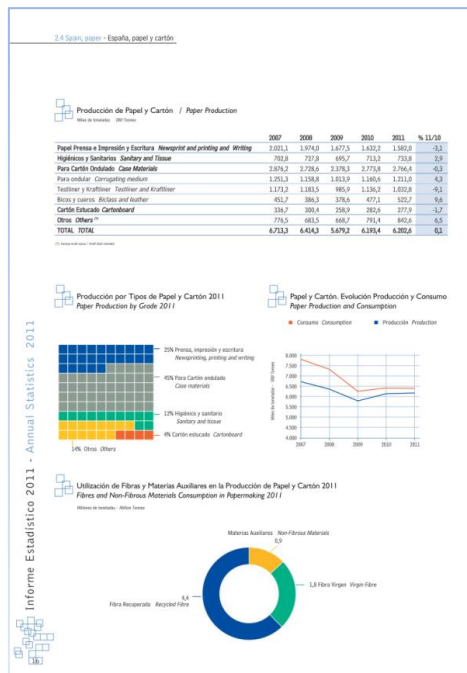 2.4 Spain, paper - España, papel y cartón
Producción de Papel y Cartón / Paper Production
Miles de toneladas 000 Tonnes
2007 2008 2009 2010 2011 % 11/10
Papel Prensa e Impresión y Escritura Newsprint and printing and Writing 2.021,1 1.974,0 1.677,5 1.632,2 1.582,0 -3,1
Higiénicos y Sanitarios Sanitary and Tissue 702,8 727,8 695,7 713,2 733,8 2,9
Para Cartón Ondulado Case Materials 2.876,2 2.728,6 2.378,3 2.773,8 2.766,4 -0,3
Para ondular Corrugating medium 1.251,3 1.158,8 1.013,9 1.160,6 1.211,0 4,3
Testliner y Kraftliner Testliner and Kraftliner 1.173,2 1.183,5 985,9 1.136,2 1.032,8 -9,1
Bicos y cueros Biclass and leather 451,7 386,3 378,6 477,1 522,7 9,6
Cartón Estucado Cartonboard 336,7 300,4 258,9 282,6 277,9 -1,7
Otros Others (*) 776,5 683,5 668,7 791,4 842,6 6,5
TOTAL TOTAL 6.713,3 6.414,3 5.679,2 6.193,4 6.202,6 0,1
Producción por Tipos de Papel y Cartón 2011
Paper Production by Grade 2011
25% Prensa, impresión y escritura
Newsprinting, printing and printing
45% Para Cartón ondulado
Case materials
12% Higiénico y sanitario
Sanitary and tissue
4% Cartón estucado Cartonboard
14% Otros Others
Papel y Cartón. Evolución Producción y Consumo
Paper Production and Consumption
Consumo Consumption
Producción Production
Miles de toneladas - 000 Tonnes
8.000
7.500
7.000
6.500
6.000
5.500
5.000
4.500
4.000
2007 2008 2009 2010 2011
Utilización de Fibras y Materias Auxiliares en la Producción de Papel y Cartón 2011
Fibres and Non-Fibrous Materials Consumption in Papermaking 2011
Millones de toneladas - Million Tonnes
Materias Auxiliares Non-Fibrous Materials
0,9
1,8 Fibra Virgen Virgin Fibre
4,4
Fibra Recuperada Recycled Fibre
Informe Estadístico 2011 - Annual Statistics 2011
16